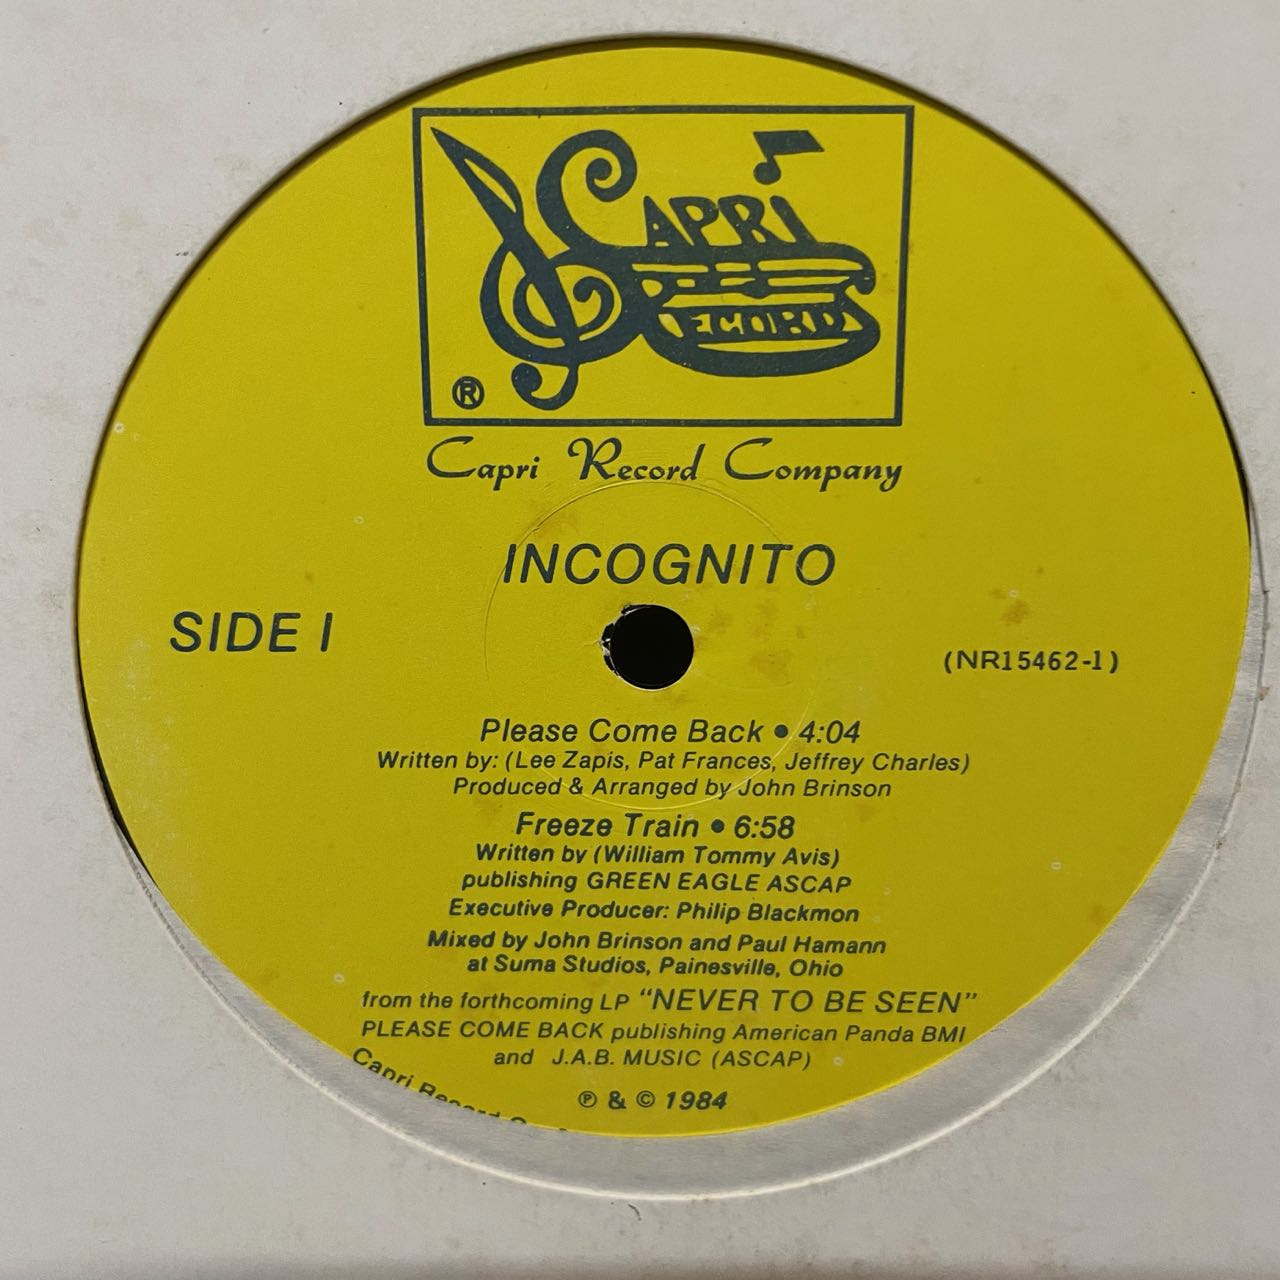 CAPRI
RECORDS
®
Capri Record Company
INCOGNITO
SIDE I
(NR15462-1)
Please Come Back • 4:04
Written by: (Lee Zapis, Pat Frances, Jeffrey Charles)
Produced & Arranged by John Brinson
Freeze Train • 6:58
Written by (William Tommy Avis)
publishing GREEN EAGLE ASCAP
Executive Producer: Philip Blackmon
Mixed by John Brinson and Paul Hamann
at Suma Studios, Painesville, Ohio
from the forthcoming LP "NEVER TO BE SEEN"
PLEASE COME BACK publishing American Panda BMI
and J.A.B. MUSIC (ASCAP)
℗ & © 1984
Capri Record